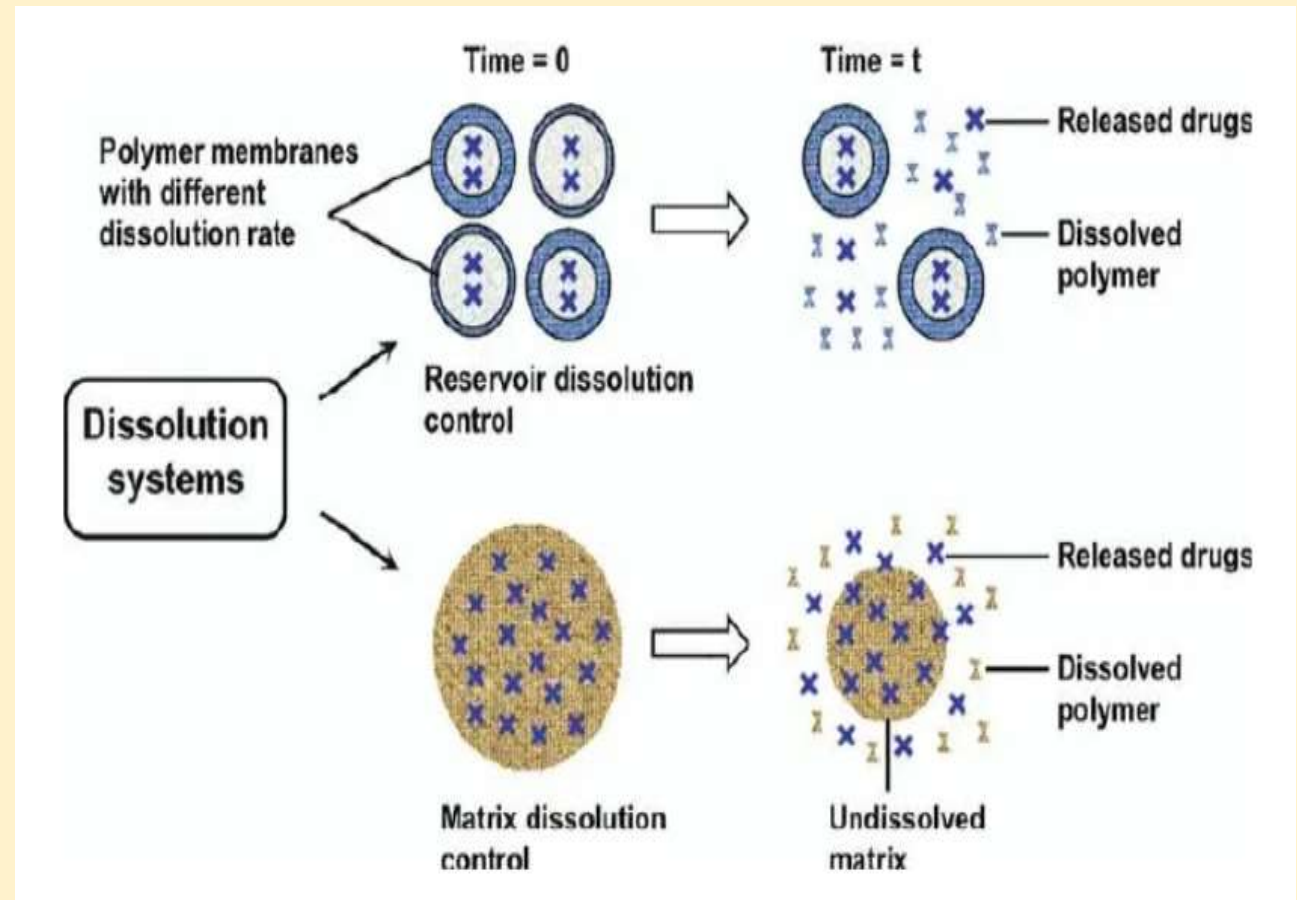 Time = 0
Time = t
Polymer membranes
with different
dissolution rate
Released drugs
Dissolved
polymer
Reservoir dissolution
control
Dissolution
systems
Released drugs
Dissolved
polymer
Matrix dissolution
control
Undissolved
matrix